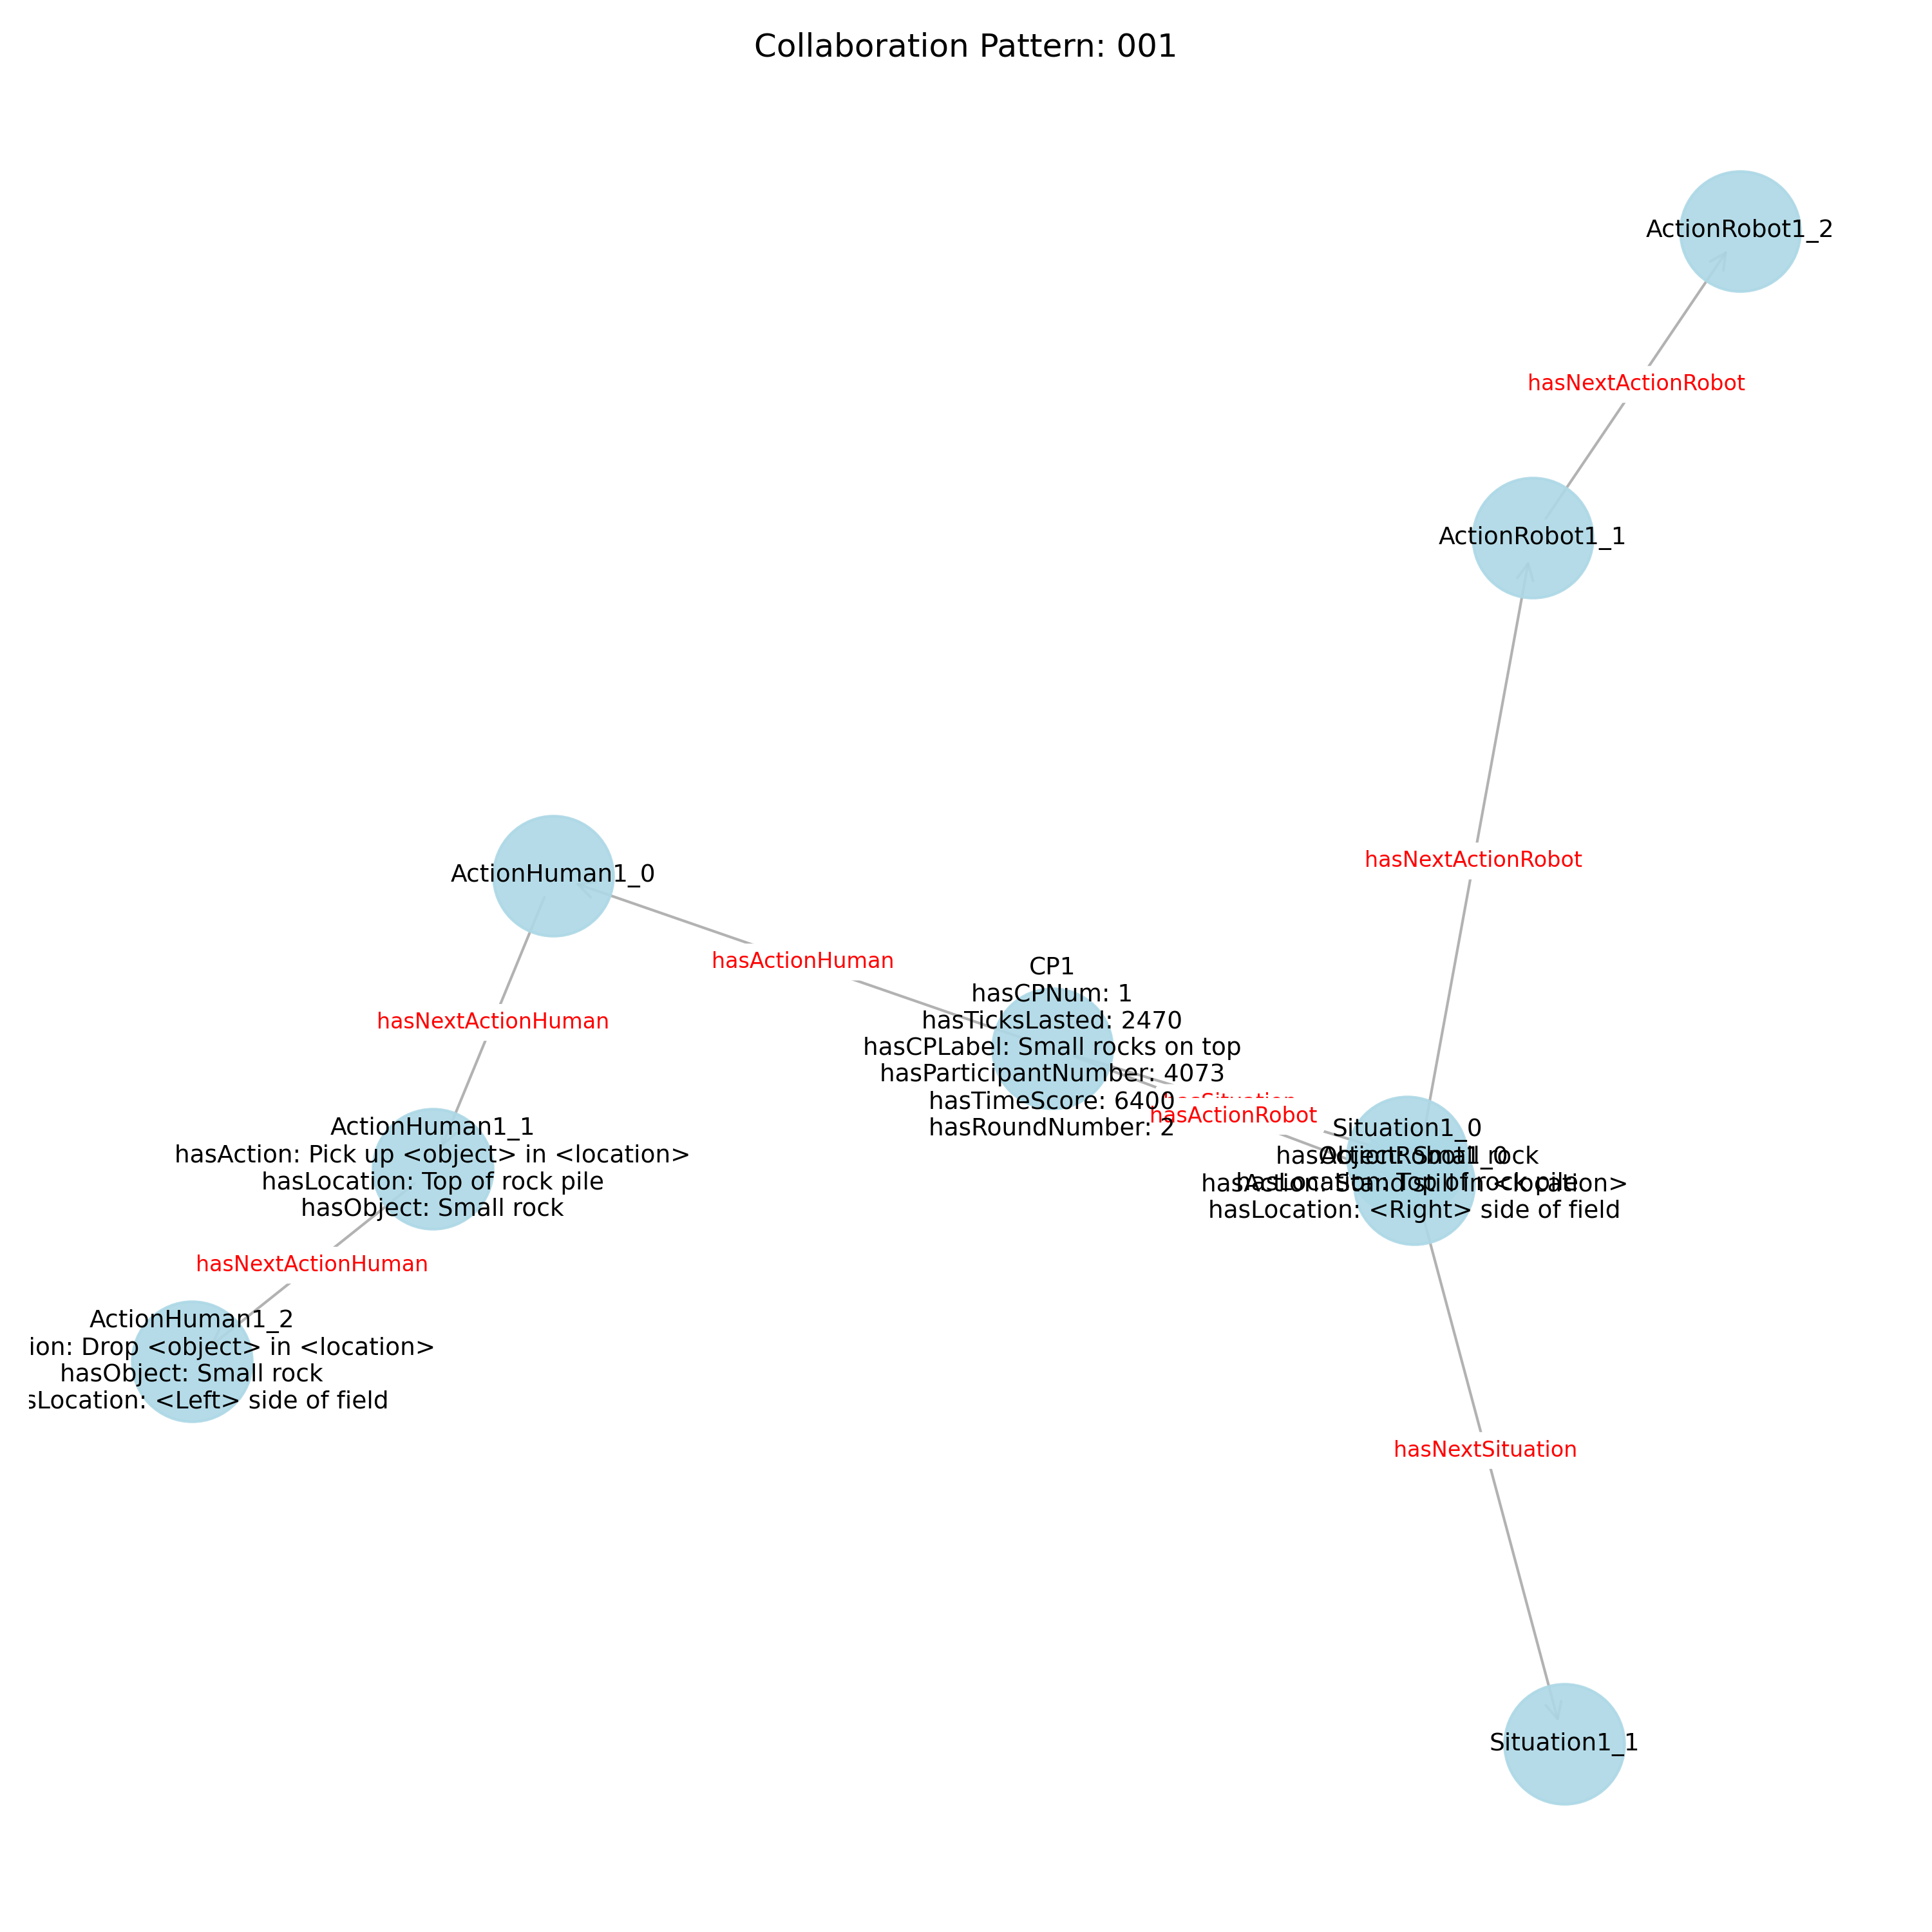 Collaboration Pattern: 001
ActionRobot1_2
hasNextActionRobot
ActionRobot1_1
hasNextActionRobot
ActionHuman1_0
hasActionHuman
hasNextActionHuman
CP1
hasCPNum: 1
hasTicksLasted: 2470
hasCPLabel: Small rocks on top
hasParticipantNumber: 4073
hasTimeScore: 6400
hasRoundNumber: 2
hasSituation
hasActionRobot
ActionHuman1_1
hasAction: Pick up <object> in <location>
hasLocation: Top of rock pile
hasObject: Small rock
Situation1_0
hasObject: Small rock
hasLocation: Top of rock pile
ActionRobot1_0
hasAction: Stand still in <location>
hasLocation: <Right> side of field
hasNextActionHuman
ActionHuman1_2
ion: Drop <object> in <location>
hasObject: Small rock
sLocation: <Left> side of field
hasNextSituation
Situation1_1